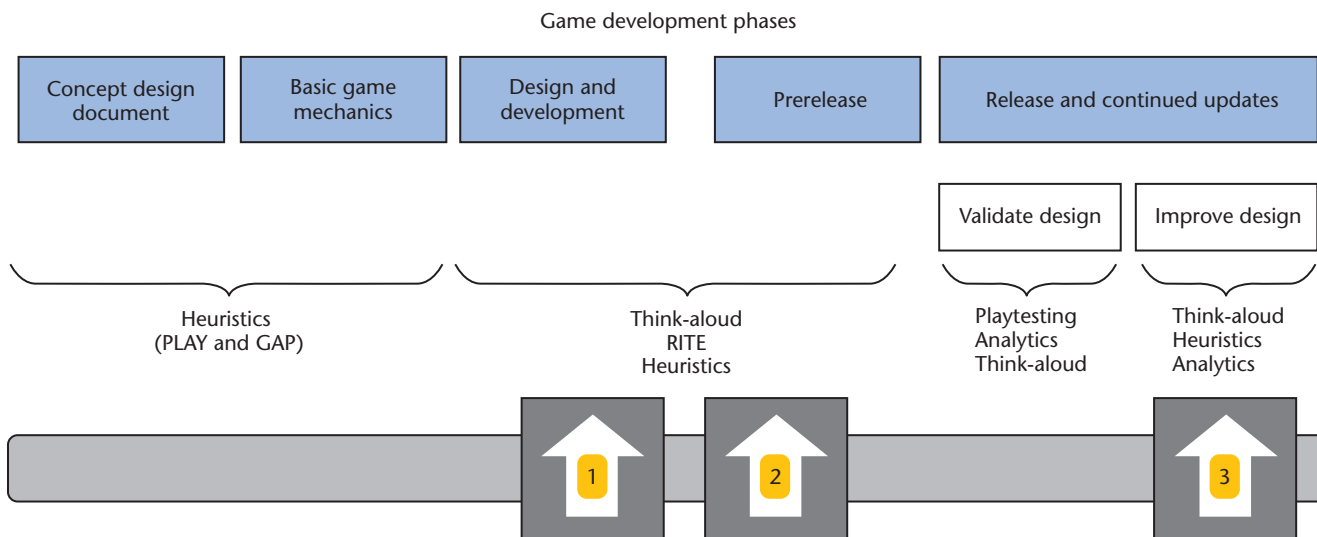 Game development phases
Concept design
document
Basic game
mechanics
Design and
development
Prerelease
Release and continued updates
Validate design
Improve design
Heuristics
(PLAY and GAP)
Think-aloud
RITE
Heuristics
Playtesting
Analytics
Think-aloud
Think-aloud
Heuristics
Analytics
1
2
3